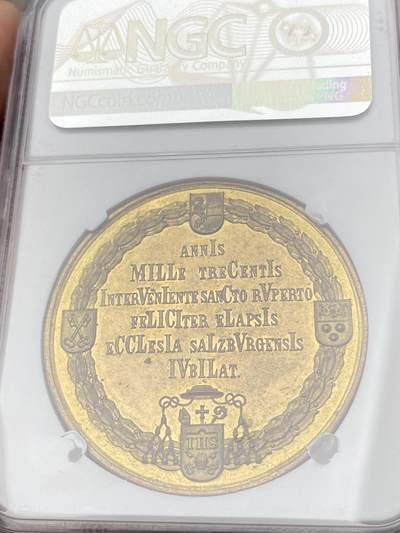 NGC
Numismatic Guaranty Company
NGCcoin.com
ANNIS
MILLE TRECENTIS
INTERVENIENTE SANCTO RVPERTO
FELICITER ELAPSIS
ECCLESIA SALZBVRGENSIS
IVBILAT.
IHS